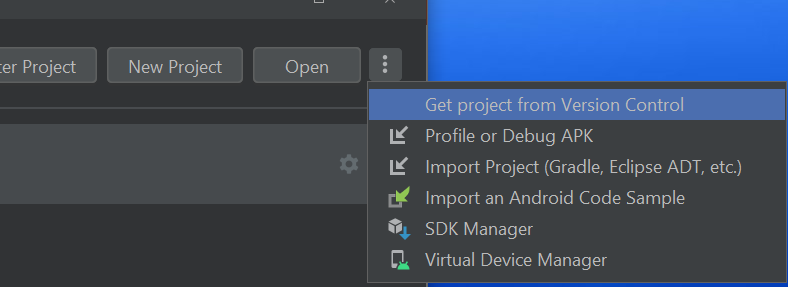 ter Project New Project Open
Get project from Version Control
Profile or Debug APK
Import Project (Gradle, Eclipse ADT, etc.)
Import an Android Code Sample
SDK Manager
Virtual Device Manager